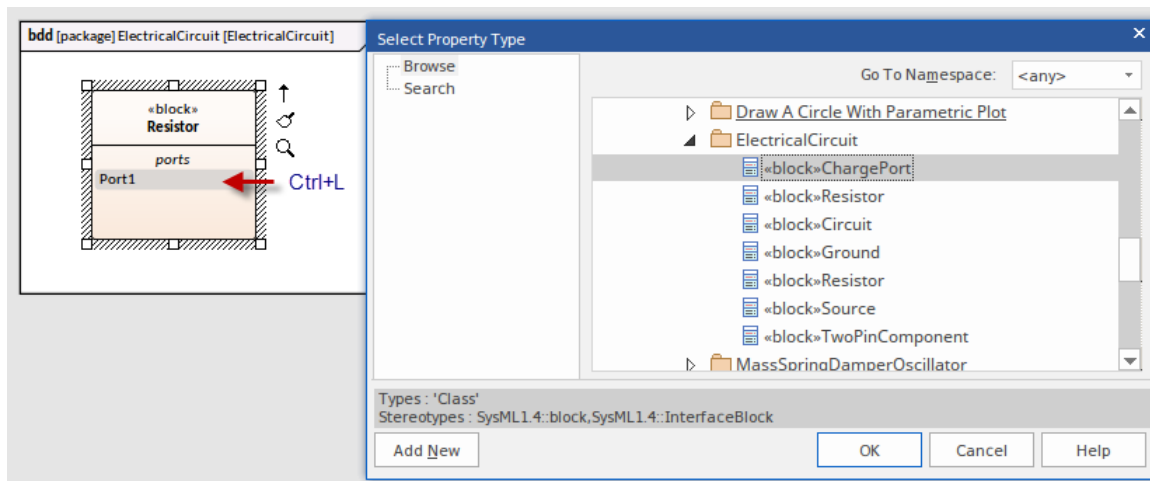 bdd [package] ElectricalCircuit [ElectricalCircuit]
«block»
Resistor
ports
Port1
Ctrl+L
Select Property Type
×
Browse
Search
Go To Namespace:
<any>
Draw A Circle With Parametric Plot
ElectricalCircuit
«block»ChargePort
«block»Resistor
«block»Circuit
«block»Ground
«block»Resistor
«block»Source
«block»TwoPinComponent
MassSpringDamperOscillator
Types : 'Class'
Stereotypes : SysML1.4::block,SysML1.4::InterfaceBlock
Add New
OK
Cancel
Help